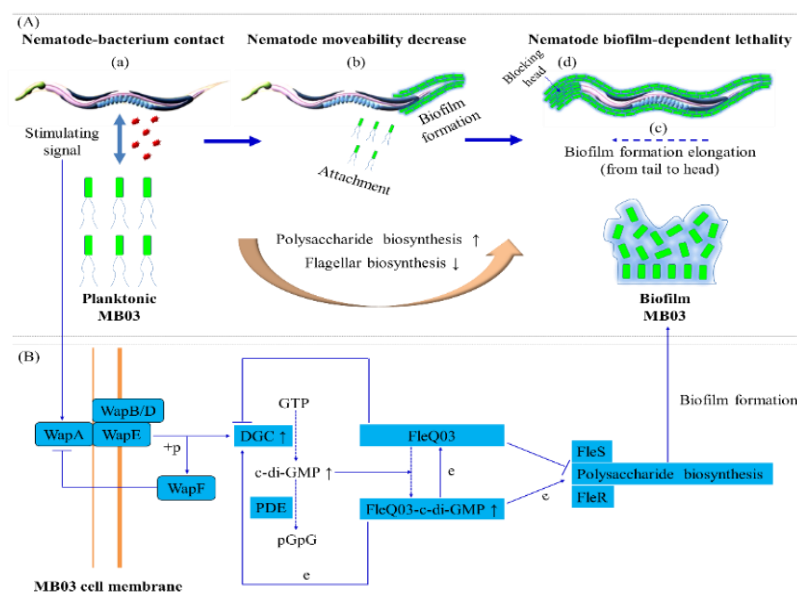 (A)
Nematode-bacterium contact
Nematode moveability decrease
Nematode biofilm-dependent lethality
(a)
(b)
(d)
Blocking
head
Stimulating
signal
Biofilm
formation
Attachment
(c)
Biofilm formation elongation
(from tail to head)
Polysaccharide biosynthesis ↑
Flagellar biosynthesis ↓
Planktonic
MB03
Biofilm
MB03
(B)
Biofilm formation
WapB/D
WapA
WapE
+p
WapF
GTP
DGC ↑
c-di-GMP ↑
PDE
pGpG
FleQ03
e
FleQ03-c-di-GMP ↑
e
e
FleS
Polysaccharide biosynthesis
FleR
MB03 cell membrane